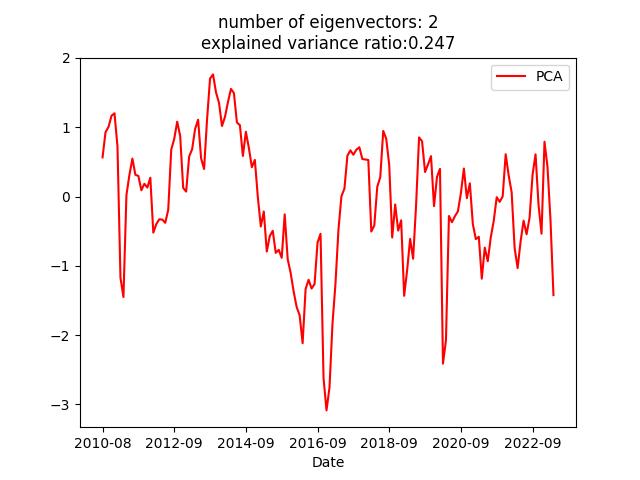 number of eigenvectors: 2
explained variance ratio:0.247
PCA
2
1
0
−1
−2
−3
2010-08 2012-09 2014-09 2016-09 2018-09 2020-09 2022-09
Date